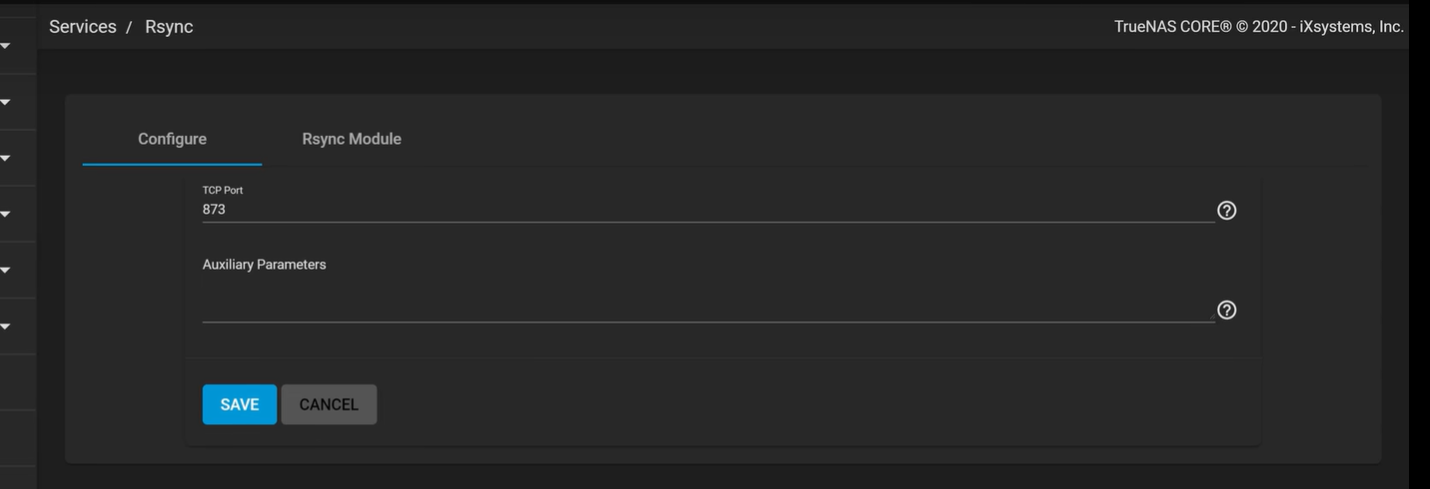 Services / Rsync
TrueNAS CORE® © 2020 - iXsystems, Inc.
Configure
Rsync Module
TCP Port
873
Auxiliary Parameters
SAVE
CANCEL